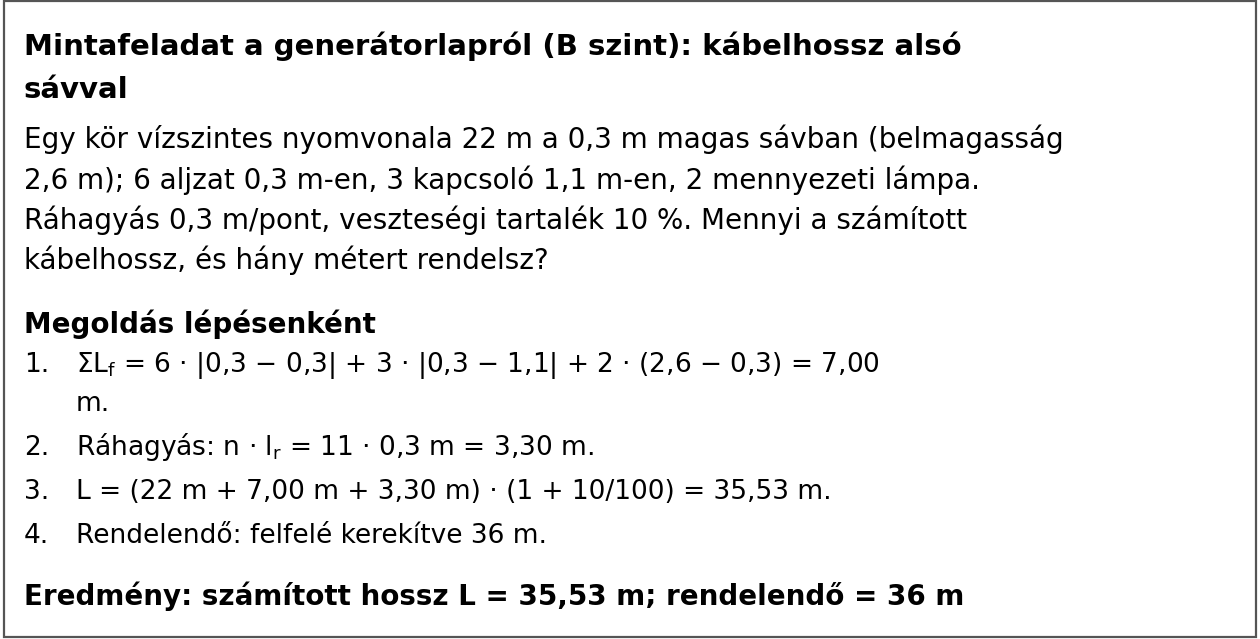 Mintafeladat a generátorlapról (B szint): kábelhossz alsó
sávval
Egy kör vízszintes nyomvonala 22 m a 0,3 m magas sávban (belmagasság
2,6 m); 6 aljzat 0,3 m-en, 3 kapcsoló 1,1 m-en, 2 mennyezeti lámpa.
Ráhagyás 0,3 m/pont, veszteségi tartalék 10 %. Mennyi a számított
kábelhossz, és hány métert rendelsz?
Megoldás lépésenként
1. ΣLf = 6 · |0,3 − 0,3| + 3 · |0,3 − 1,1| + 2 · (2,6 − 0,3) = 7,00
m.
2. Ráhagyás: n · lr = 11 · 0,3 m = 3,30 m.
3. L = (22 m + 7,00 m + 3,30 m) · (1 + 10/100) = 35,53 m.
4. Rendelendő: felfelé kerekítve 36 m.
Eredmény: számított hossz L = 35,53 m; rendelendő = 36 m